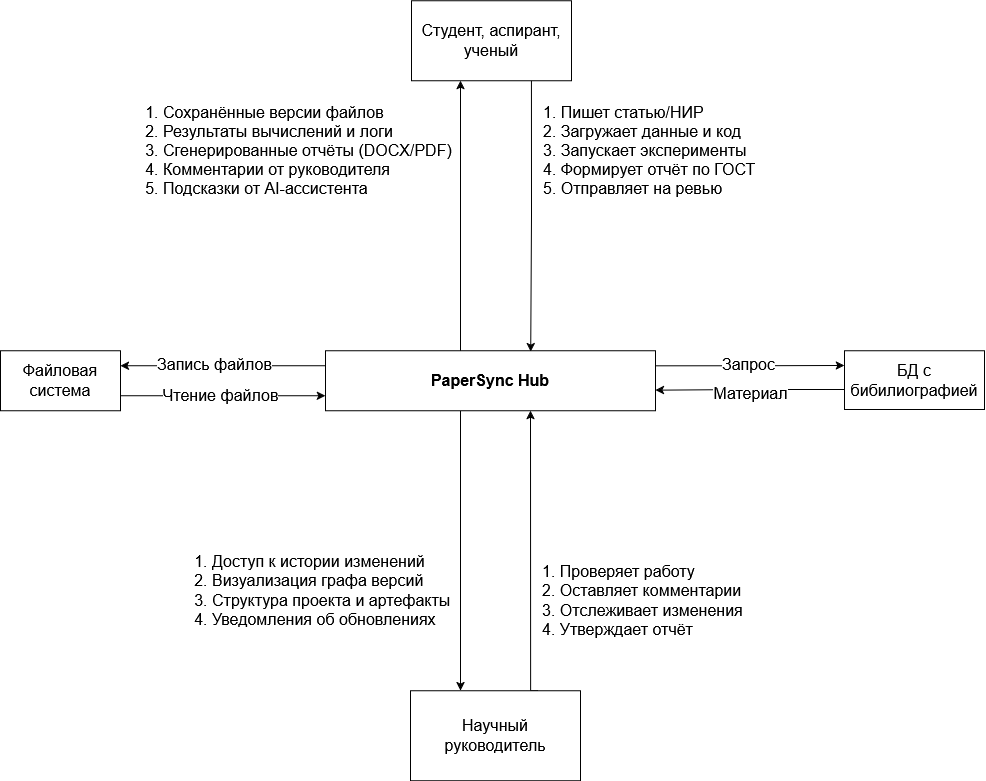 Студент, аспирант,
ученый
1. Сохранённые версии файлов
2. Результаты вычислений и логи
3. Сгенерированные отчёты (DOCX/PDF)
4. Комментарии от руководителя
5. Подсказки от AI-ассистента
1. Пишет статью/НИР
2. Загружает данные и код
3. Запускает эксперименты
4. Формирует отчёт по ГОСТ
5. Отправляет на ревью
Файловая
система
Запись файлов
Чтение файлов
PaperSync Hub
Запрос
Материал
БД с
бибилиографией
1. Доступ к истории изменений
2. Визуализация графа версий
3. Структура проекта и артефакты
4. Уведомления об обновлениях
1. Проверяет работу
2. Оставляет комментарии
3. Отслеживает изменения
4. Утверждает отчёт
Научный
руководитель